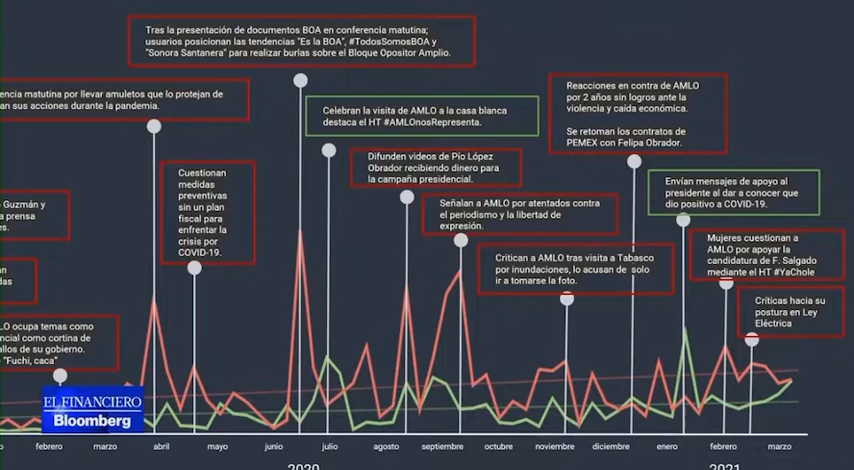 Tras la presentación de documentos BOA en conferencia matutina;
usuarios posicionan las tendencias "Es la BOA", #TodosSomosBOA y
"Sonora Santanera" para realizar burlas sobre el Bloque Opositor Amplio.
encia matutina por llevar amuletos que lo protejan de
an sus acciones durante la pandemia.
Celebran la visita de AMLO a la casa blanca
destaca el HT #AMLOnosRepresenta.
Reacciones en contra de AMLO
por 2 años sin logros ante la
violencia y caída económica.
Se retoman los contratos de
PEMEX con Felipa Obrador.
Difunden videos de Pío López
Obrador recibiendo dinero para
la campaña presidencial.
Cuestionan
medidas
preventivas
sin un plan
fiscal para
enfrentar la
crisis por
COVID-19.
Envían mensajes de apoyo al
presidente al dar a conocer que
dio positivo a COVID-19.
Guzmán y
a prensa
es.
Señalan a AMLO por atentados contra
el periodismo y la libertad de
expresión.
Mujeres cuestionan a
AMLO por apoyar la
candidatura de F. Salgado
mediante el HT #YaChole
Critican a AMLO tras visita a Tabasco
por inundaciones, lo acusan de solo
ir a tomarse la foto.
an
das
Críticas hacia su
postura en Ley
Eléctrica
LO ocupa temas como
ncial como cortina de
allos de su gobierno.
"Fuchi, caca"
EL FINANCIERO
Bloomberg
o febrero marzo abril mayo junio julio agosto septiembre octubre noviembre diciembre enero febrero marzo
2020 2021